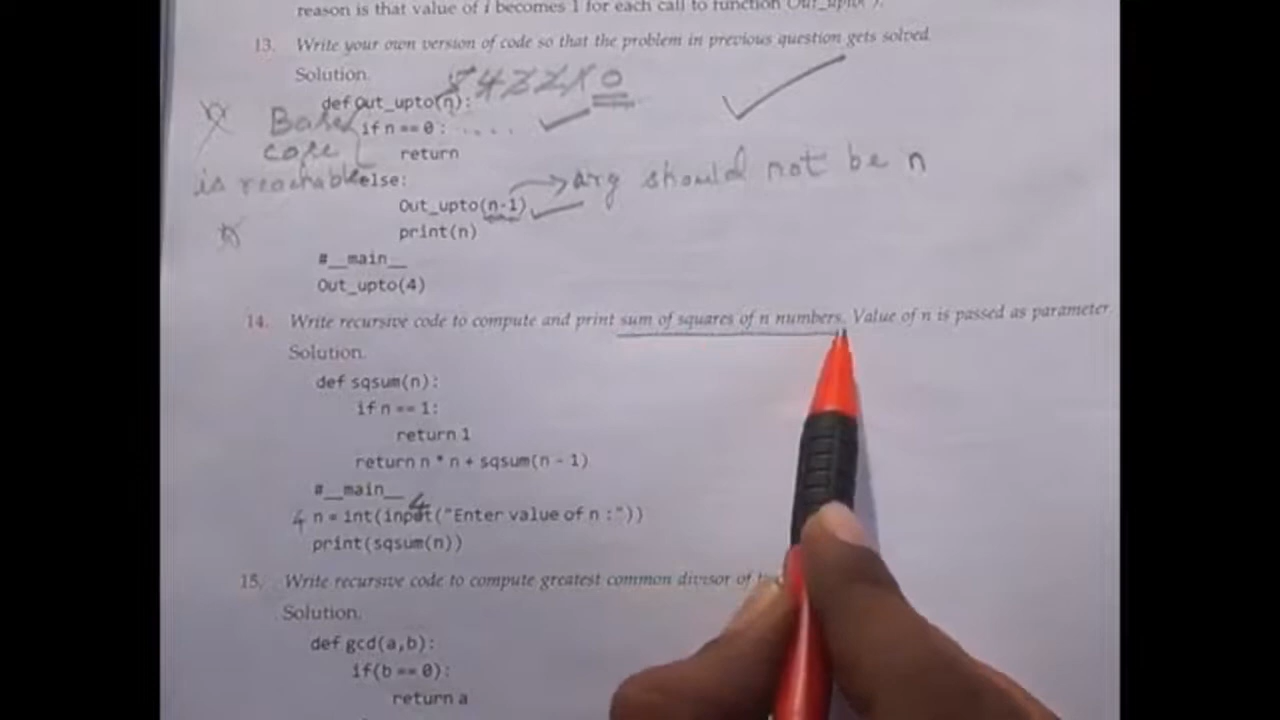 reason is that value of i becomes 1 for each call to function Out_upto( ).
13. Write your own version of code so that the problem in previous question gets solved.
Solution.
def Out_upto(n):
Base if n == 0 : ....
case return
is reachable else:
Out_upto(n-1) → arg should not be n
print(n)
#__main__
Out_upto(4)
14. Write recursive code to compute and print sum of squares of n numbers. Value of n is passed as parameter.
Solution.
def sqsum(n):
if n == 1:
return 1
return n * n + sqsum(n - 1)
#__main__
4
4 n = int(input("Enter value of n :"))
print(sqsum(n))
15. Write recursive code to compute greatest common divisor of
Solution.
def gcd(a,b):
if(b == 0):
return a